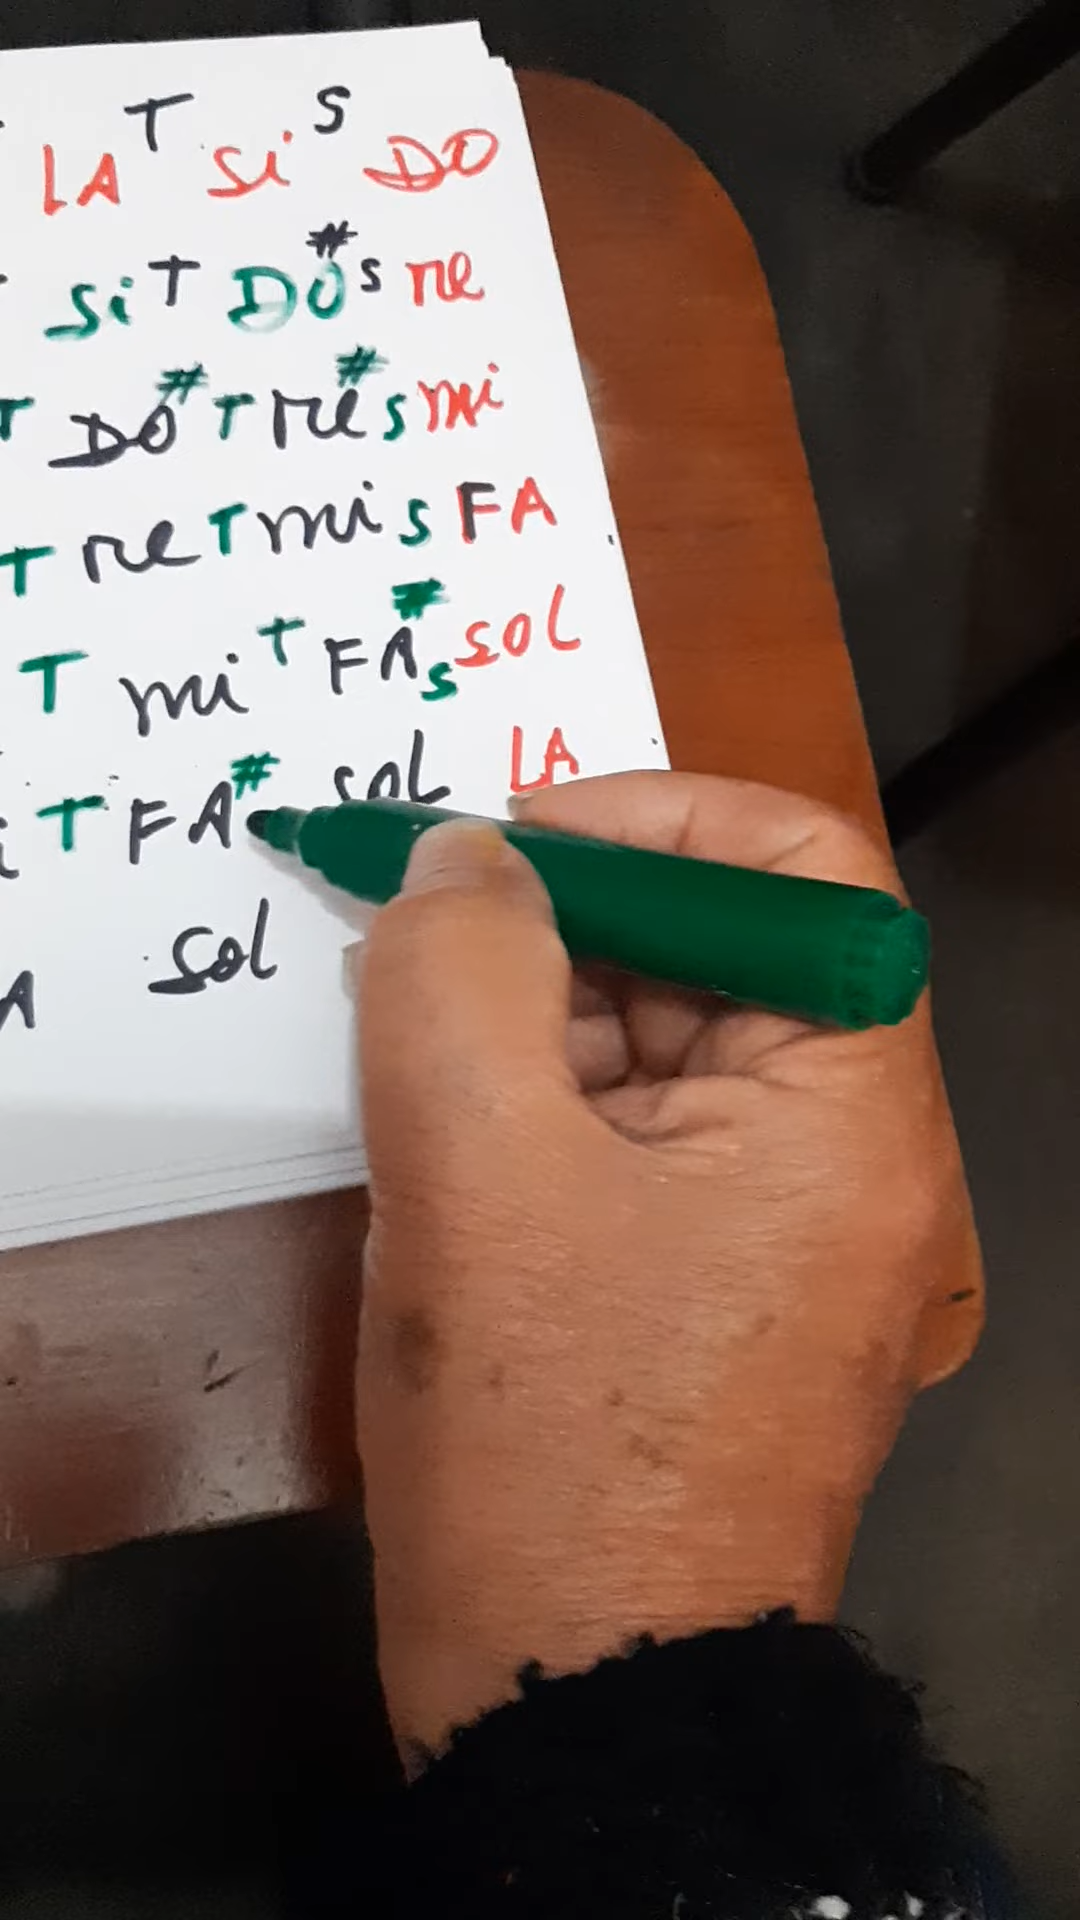 LA T Si S DO
Si T DO# S re
T DO# T re# S mi
T re T mi S FA
T mi T FA# S SOL
T FA# SOL LA
SOL